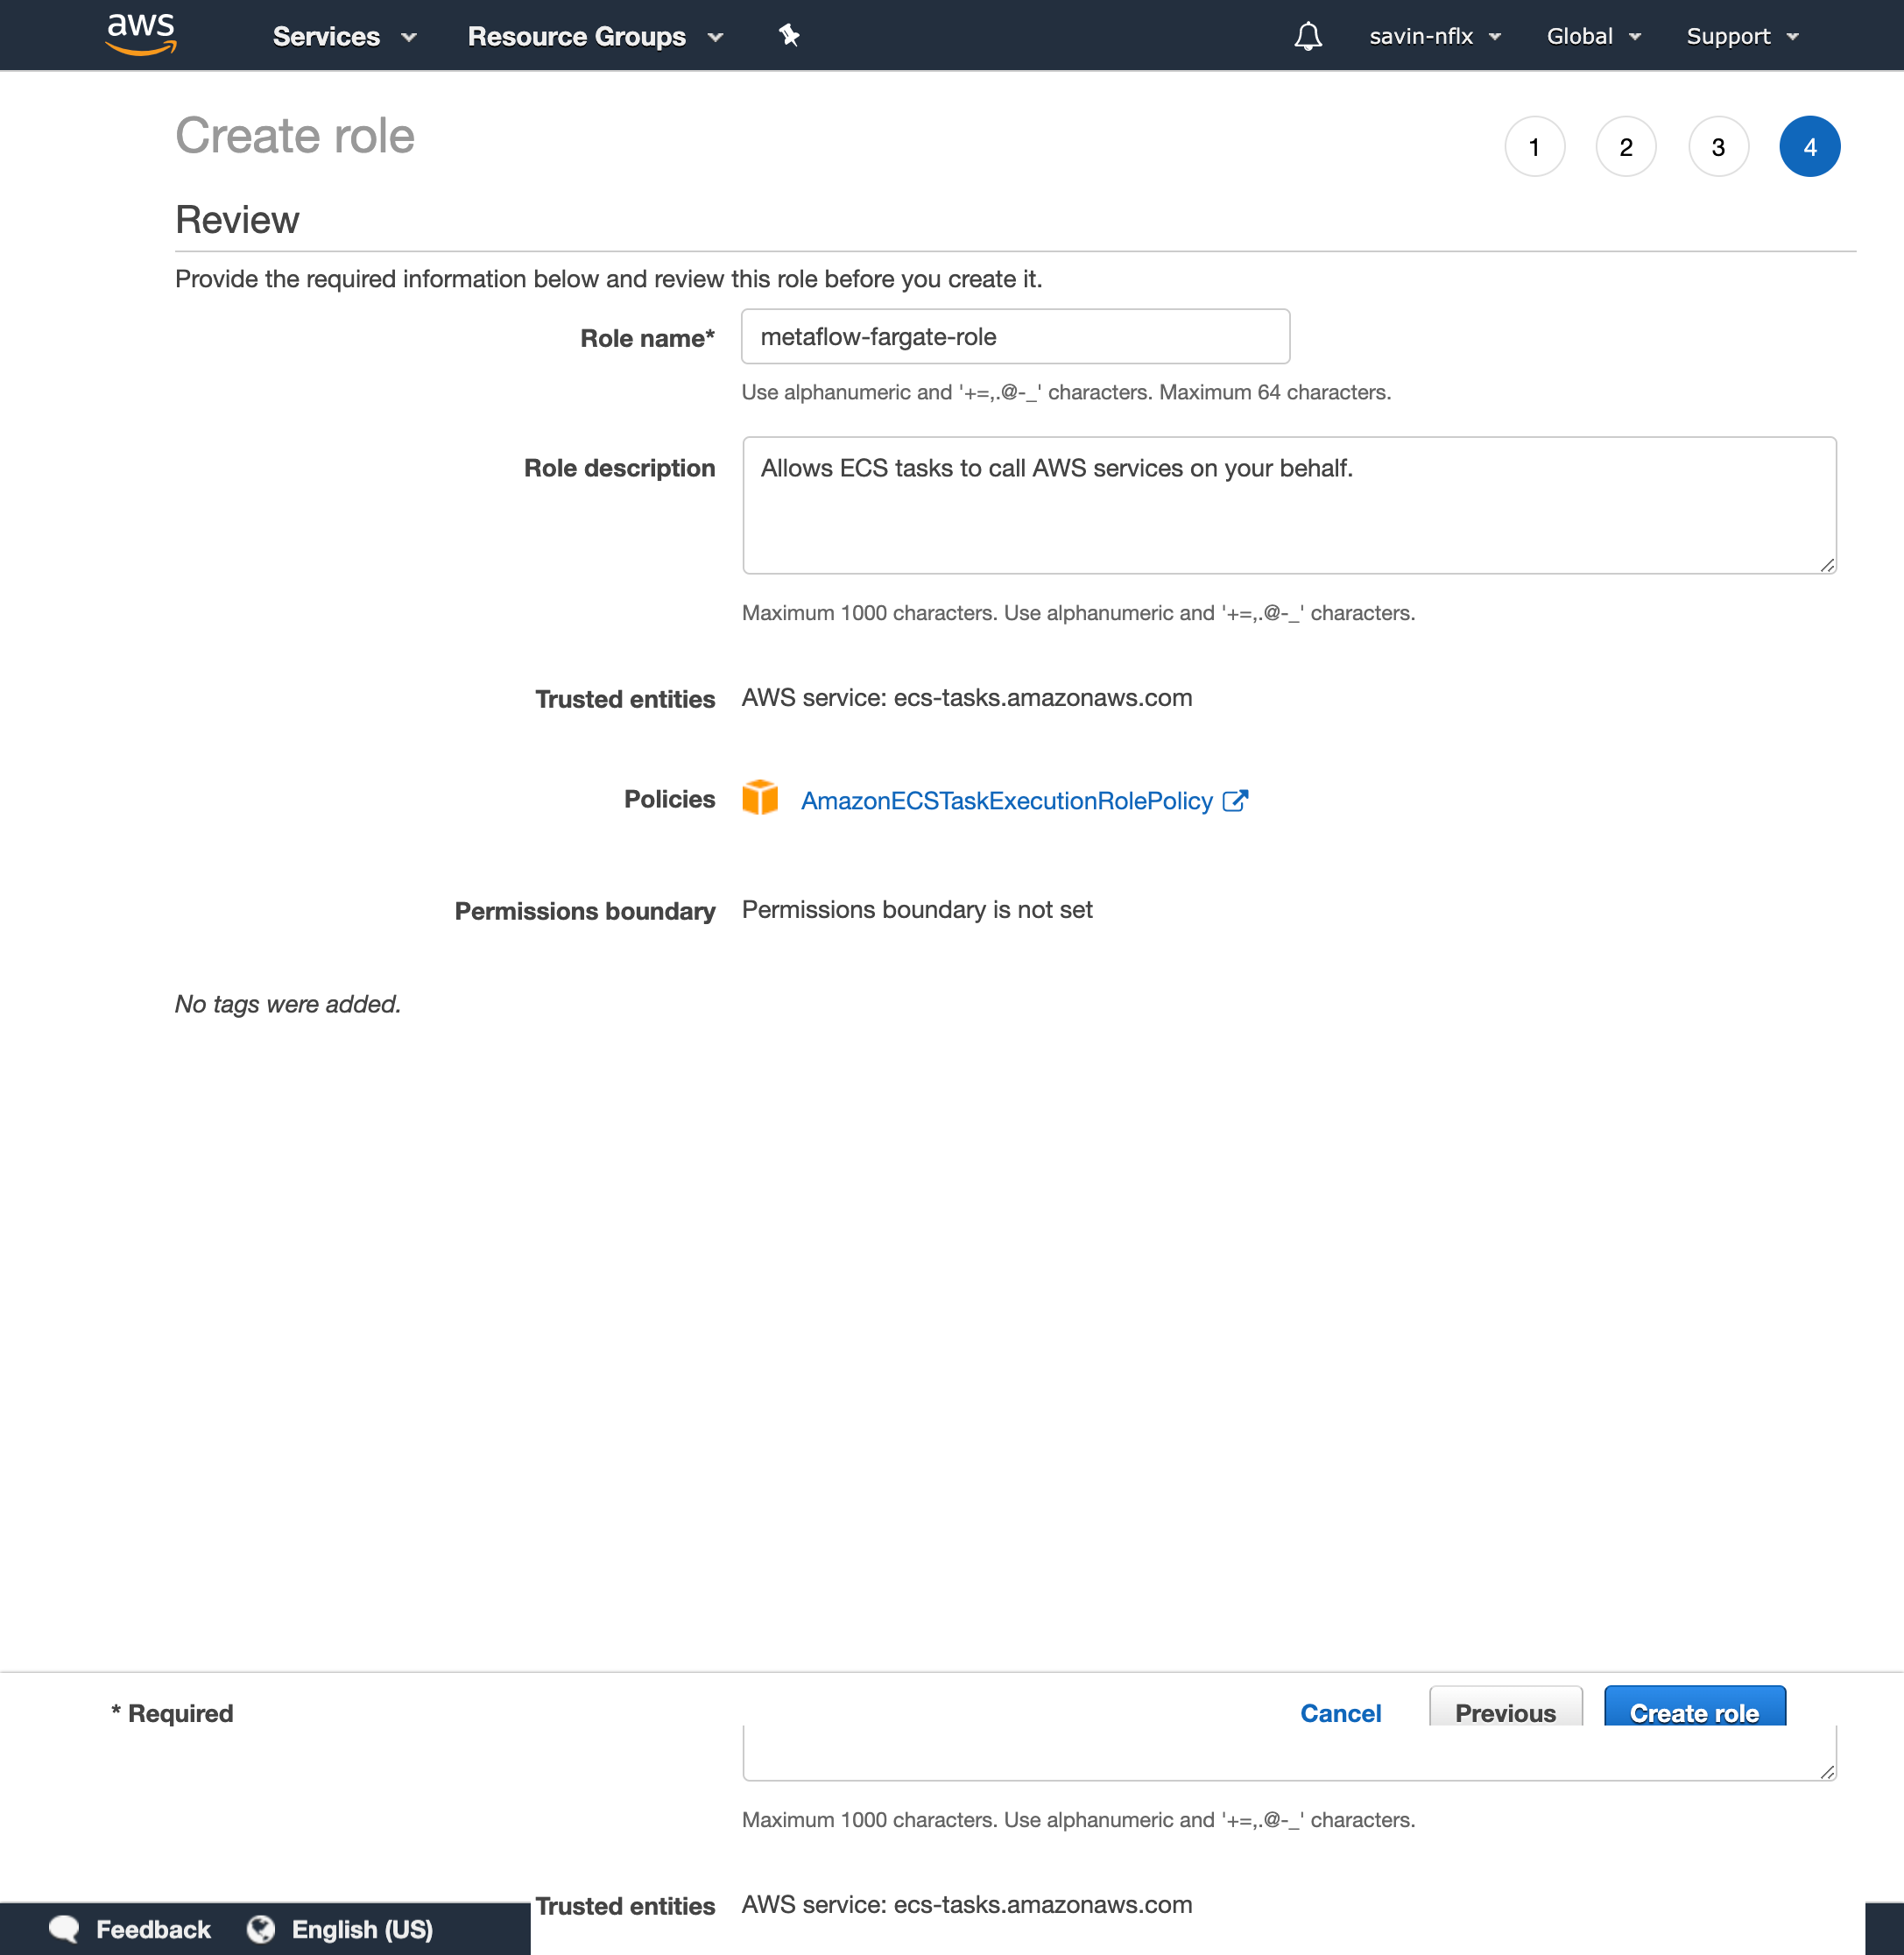 aws Services Resource Groups savin-nflx Global Support
Create role 1 2 3 4
Review
Provide the required information below and review this role before you create it.
Role name* metaflow-fargate-role
Use alphanumeric and '+=,.@-_' characters. Maximum 64 characters.
Role description Allows ECS tasks to call AWS services on your behalf.
Maximum 1000 characters. Use alphanumeric and '+=,.@-_' characters.
Trusted entities AWS service: ecs-tasks.amazonaws.com
Policies AmazonECSTaskExecutionRolePolicy
Permissions boundary Permissions boundary is not set
No tags were added.
* Required Cancel Previous Create role
Maximum 1000 characters. Use alphanumeric and '+=,.@-_' characters.
Trusted entities AWS service: ecs-tasks.amazonaws.com
Feedback English (US)